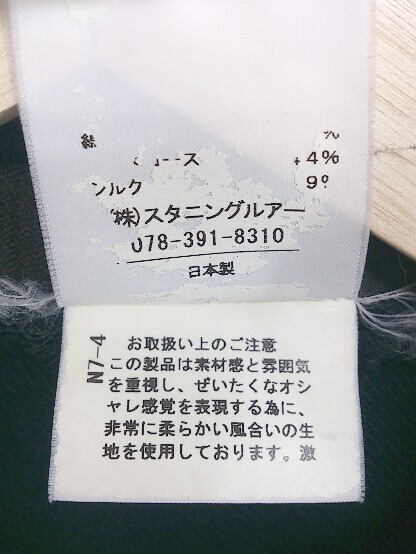 4%
(株)スタニングルアー
078-391-8310
日本製
N7-4
お取扱い上のご注意
この製品は素材感と雰囲気
を重視し、ぜいたくなオシ
ャレ感覚を表現する為に、
非常に柔らかい風合いの生
地を使用しております。激